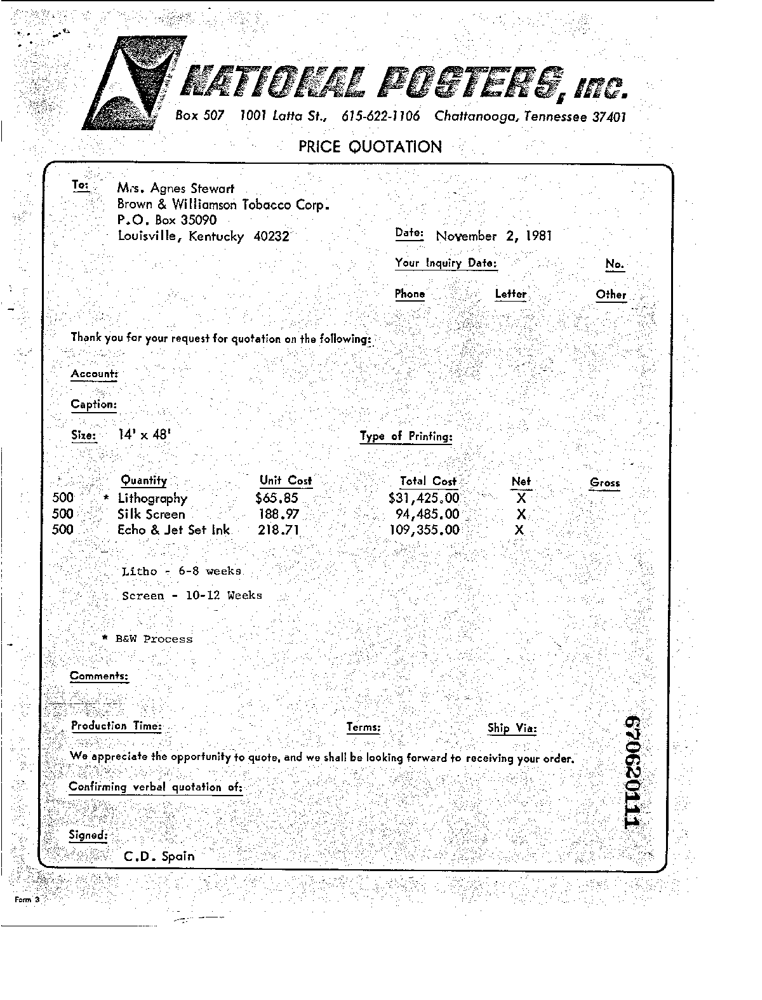 NATIONAL POSTERS, inc.
Box 507 1001 Latta St., 615-622-1106 Chattanooga, Tennessee 37401
PRICE QUOTATION
To: Mrs. Agnes Stewart
Brown & Williamson Tobacco Corp.
P.O. Box 35090
Louisville, Kentucky 40232
Date: November 2, 1981
Your Inquiry Date: No.
Phone Letter Other
Thank you for your request for quotation on the following:
Account:
Caption:
Size: 14' x 48' Type of Printing:
Quantity Unit Cost Total Cost Net Gross
500 * Lithography $65.85 $31,425.00 X
500 Silk Screen 188.97 94,485.00 X
500 Echo & Jet Set Ink 218.71 109,355.00 X
Litho - 6-8 weeks
Screen - 10-12 Weeks
* B&W Process
Comments:
Production Time: Terms: Ship Via:
We appreciate the opportunity to quote, and we shall be looking forward to receiving your order.
Confirming verbal quotation of:
Signed:
C.D. Spain
670620111
Form 3